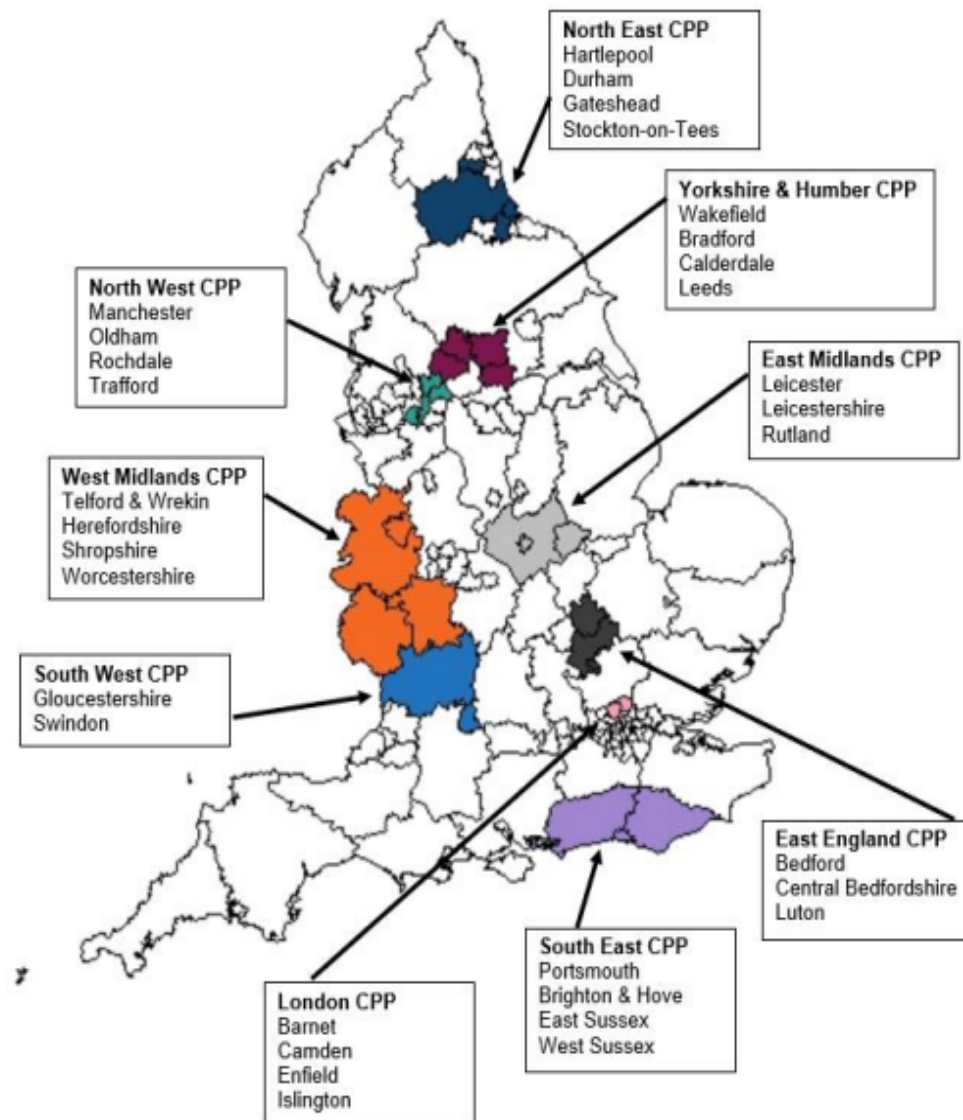 North East CPP
Hartlepool
Durham
Gateshead
Stockton-on-Tees
Yorkshire & Humber CPP
Wakefield
Bradford
Calderdale
Leeds
North West CPP
Manchester
Oldham
Rochdale
Trafford
East Midlands CPP
Leicester
Leicestershire
Rutland
West Midlands CPP
Telford & Wrekin
Herefordshire
Shropshire
Worcestershire
South West CPP
Gloucestershire
Swindon
East England CPP
Bedford
Central Bedfordshire
Luton
South East CPP
Portsmouth
Brighton & Hove
East Sussex
West Sussex
London CPP
Barnet
Camden
Enfield
Islington